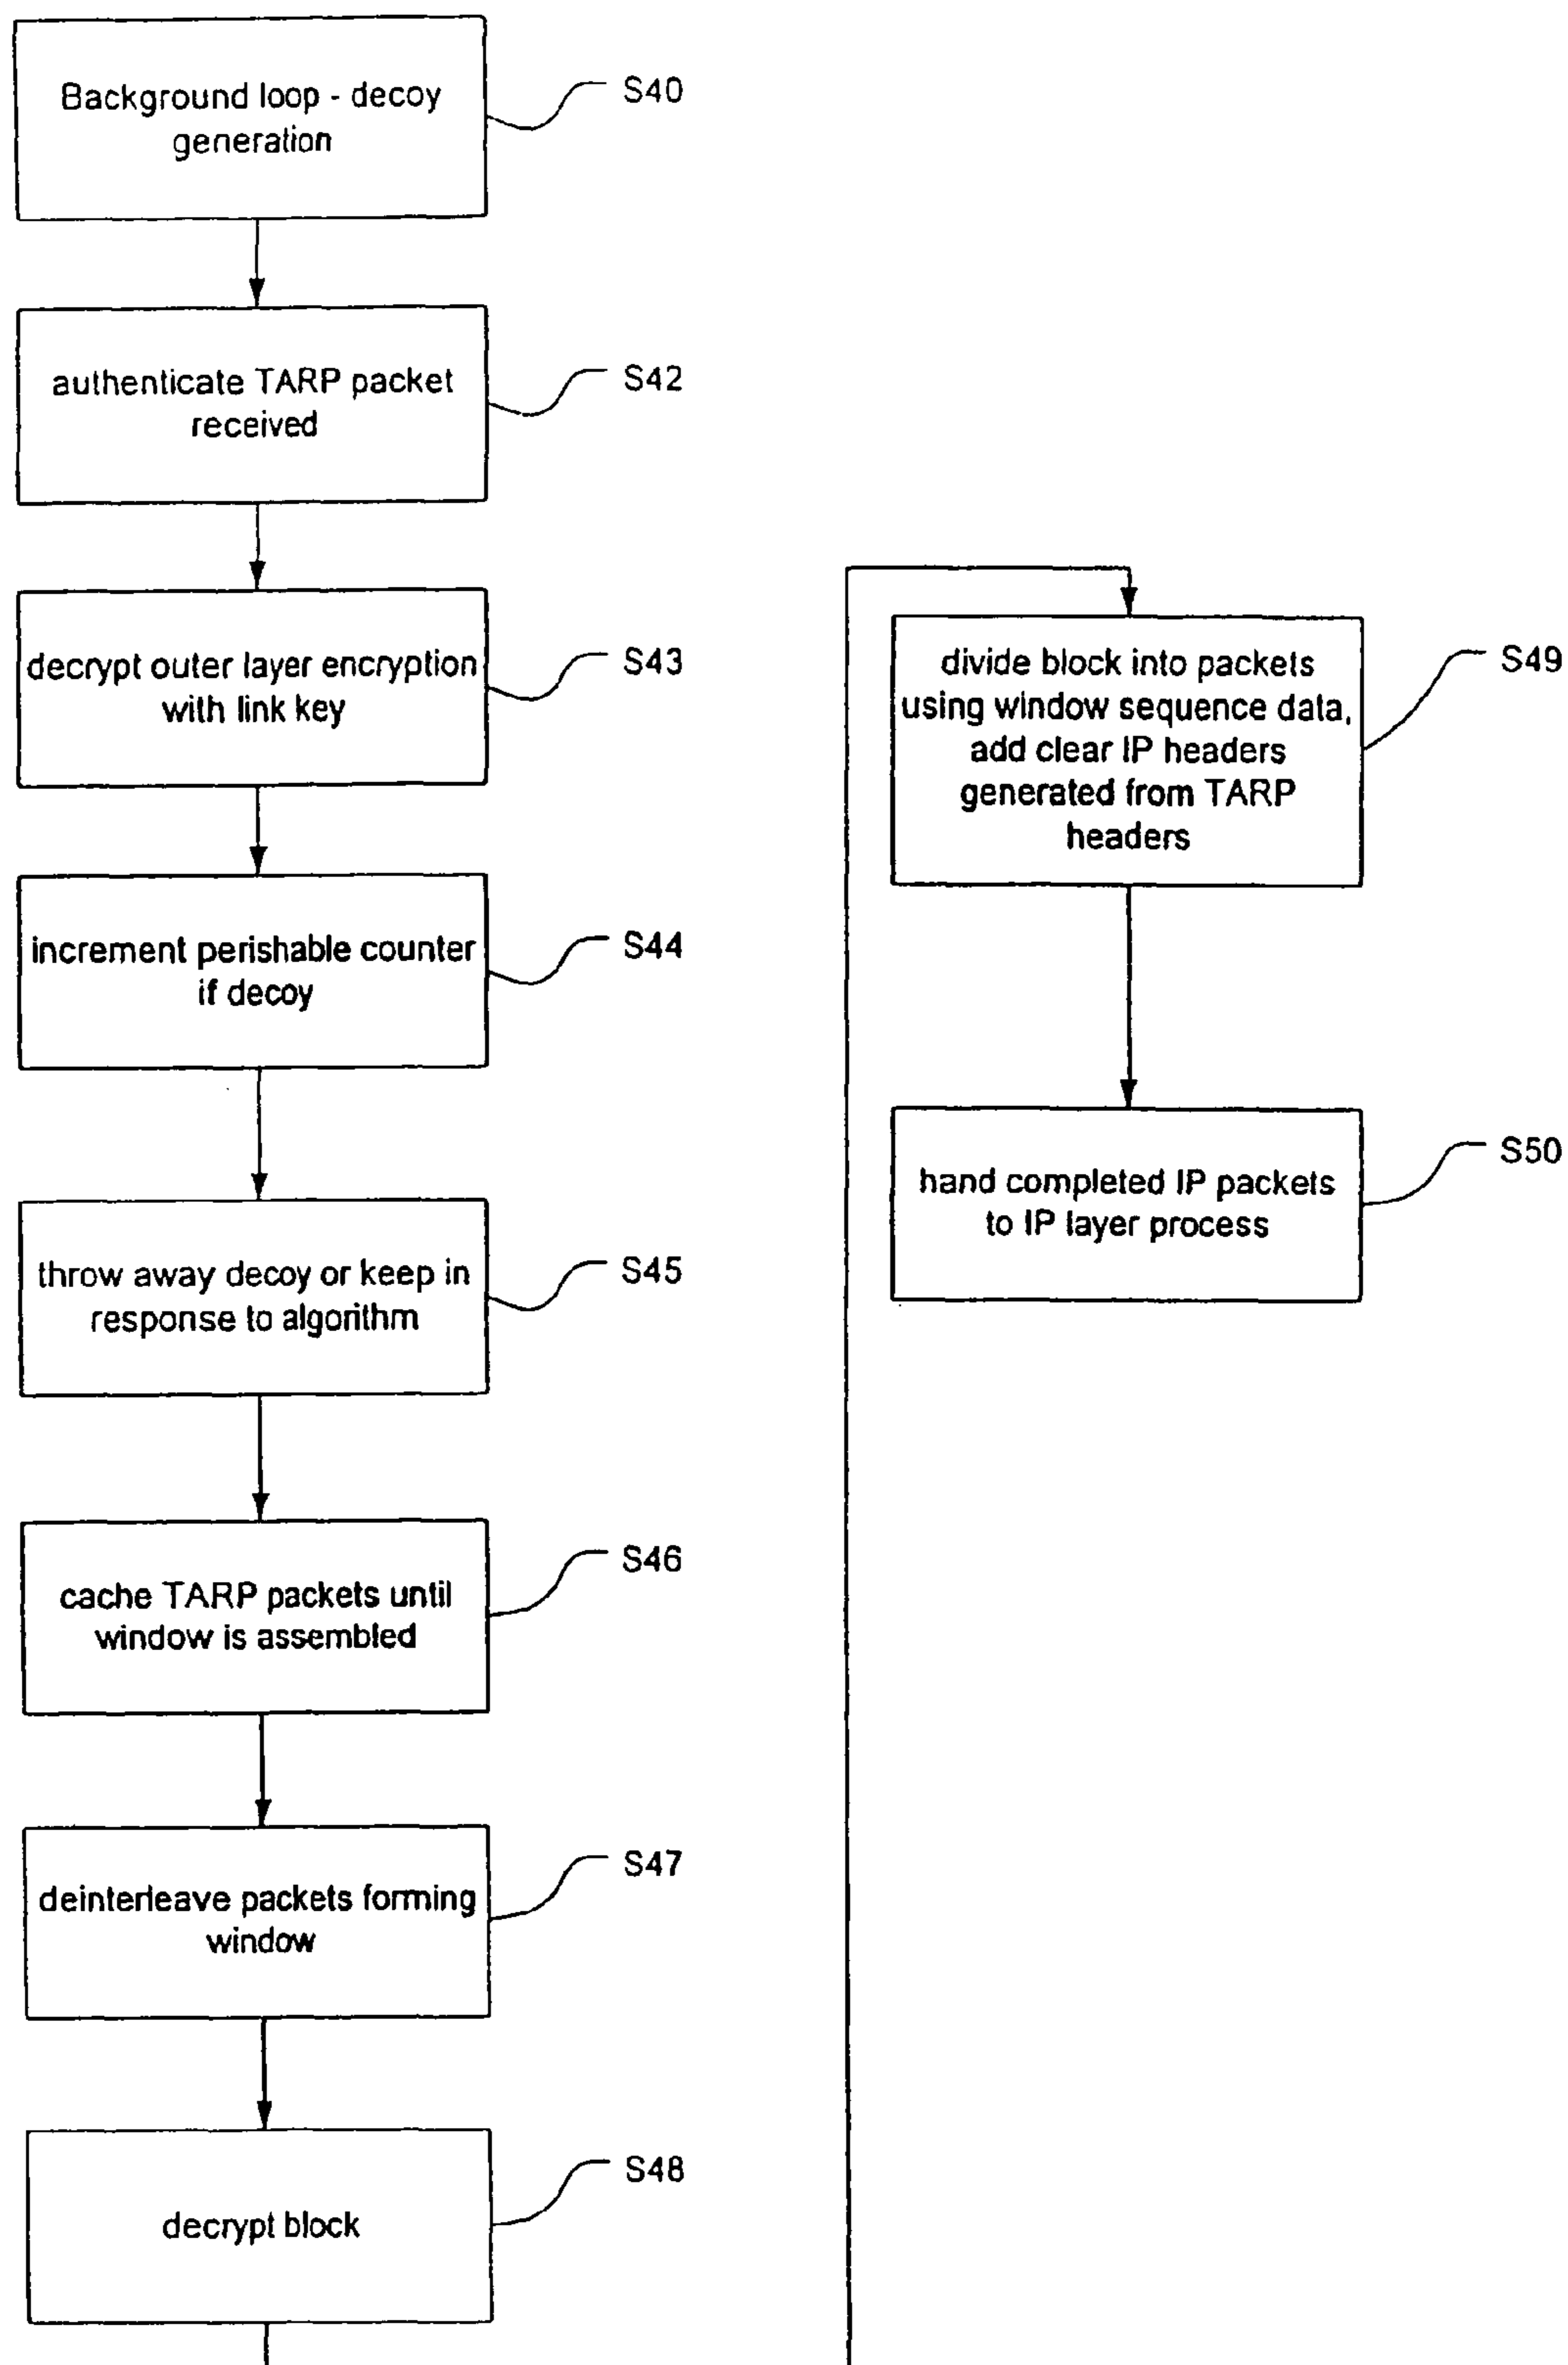 Background loop - decoy
generation
S40
authenticate TARP packet
received
S42
decrypt outer layer encryption
with link key
S43
increment perishable counter
if decoy
S44
throw away decoy or keep in
response to algorithm
S45
cache TARP packets until
window is assembled
S46
deinterleave packets forming
window
S47
decrypt block
S48
divide block into packets
using window sequence data,
add clear IP headers
generated from TARP
headers
S49
hand completed IP packets
to IP layer process
S50